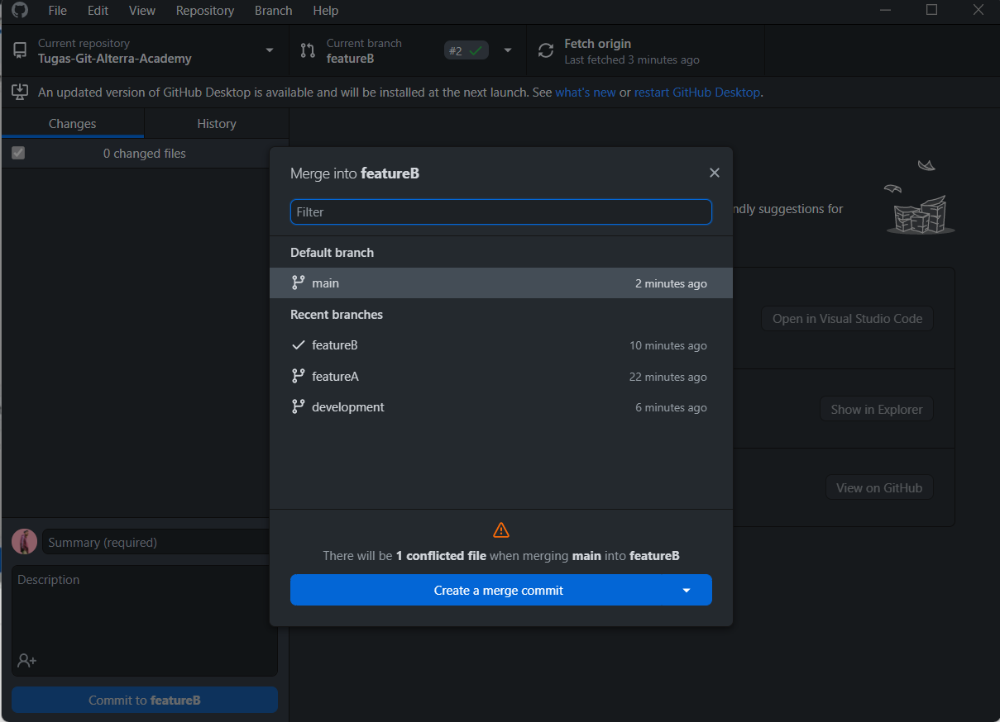 File Edit View Repository Branch Help
Current repository
Tugas-Git-Alterra-Academy
Current branch
featureB
#2
Fetch origin
Last fetched 3 minutes ago
An updated version of GitHub Desktop is available and will be installed at the next launch. See what's new or restart GitHub Desktop.
Changes History
0 changed files
Merge into featureB
Filter
ndly suggestions for
Default branch
main 2 minutes ago
Recent branches
featureB 10 minutes ago
featureA 22 minutes ago
development 6 minutes ago
Open in Visual Studio Code
Show in Explorer
View on GitHub
There will be 1 conflicted file when merging main into featureB
Create a merge commit
Summary (required)
Description
Commit to featureB